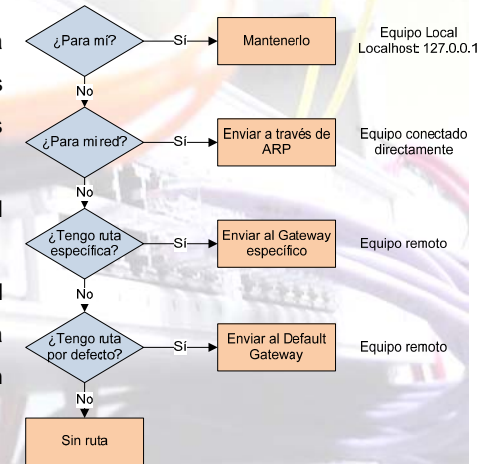 ¿Para mí?
Sí
Mantenerlo
Equipo Local
Localhost: 127.0.0.1
No
¿Para mi red?
Sí
Enviar a través de
ARP
Equipo conectado
directamente
No
¿Tengo ruta
específica?
Sí
Enviar al Gateway
específico
Equipo remoto
No
¿Tengo ruta
por defecto?
Sí
Enviar al Default
Gateway
Equipo remoto
No
Sin ruta